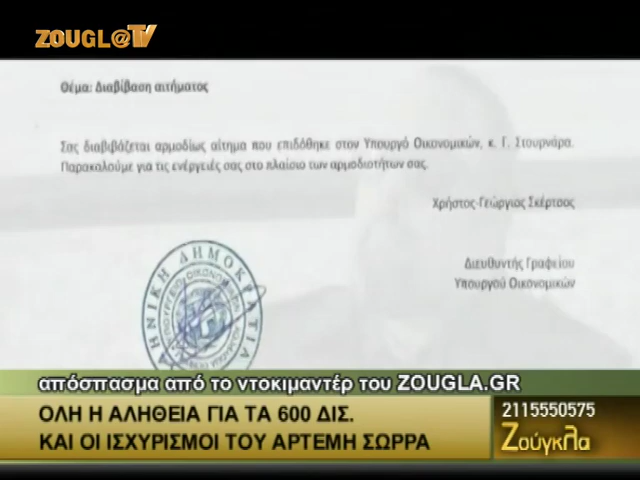 ZOUGL@TV
Θέμα: Διαβίβαση αιτήματος
Σας διαβιβάζεται αρμοδίως αίτημα που επιδόθηκε στον Υπουργό Οικονομικών, κ. Γ. Στουρνάρα.
Παρακαλούμε για τις ενέργειές σας στο πλαίσιο των αρμοδιοτήτων σας.
Χρήστος-Γεώργιος Σκέρτσος
Διευθυντής Γραφείου
Υπουργού Οικονομικών
ΛΗΝΙΚΗ ΔΗΜΟΚΡΑΤΙΑ
απόσπασμα από το ντοκιμαντέρ του ZOUGLA.GR
ΟΛΗ Η ΑΛΗΘΕΙΑ ΓΙΑ ΤΑ 600 ΔΙΣ.
ΚΑΙ ΟΙ ΙΣΧΥΡΙΣΜΟΙ ΤΟΥ ΑΡΤΕΜΗ ΣΩΡΡΑ
2115550575
Ζούγκλα